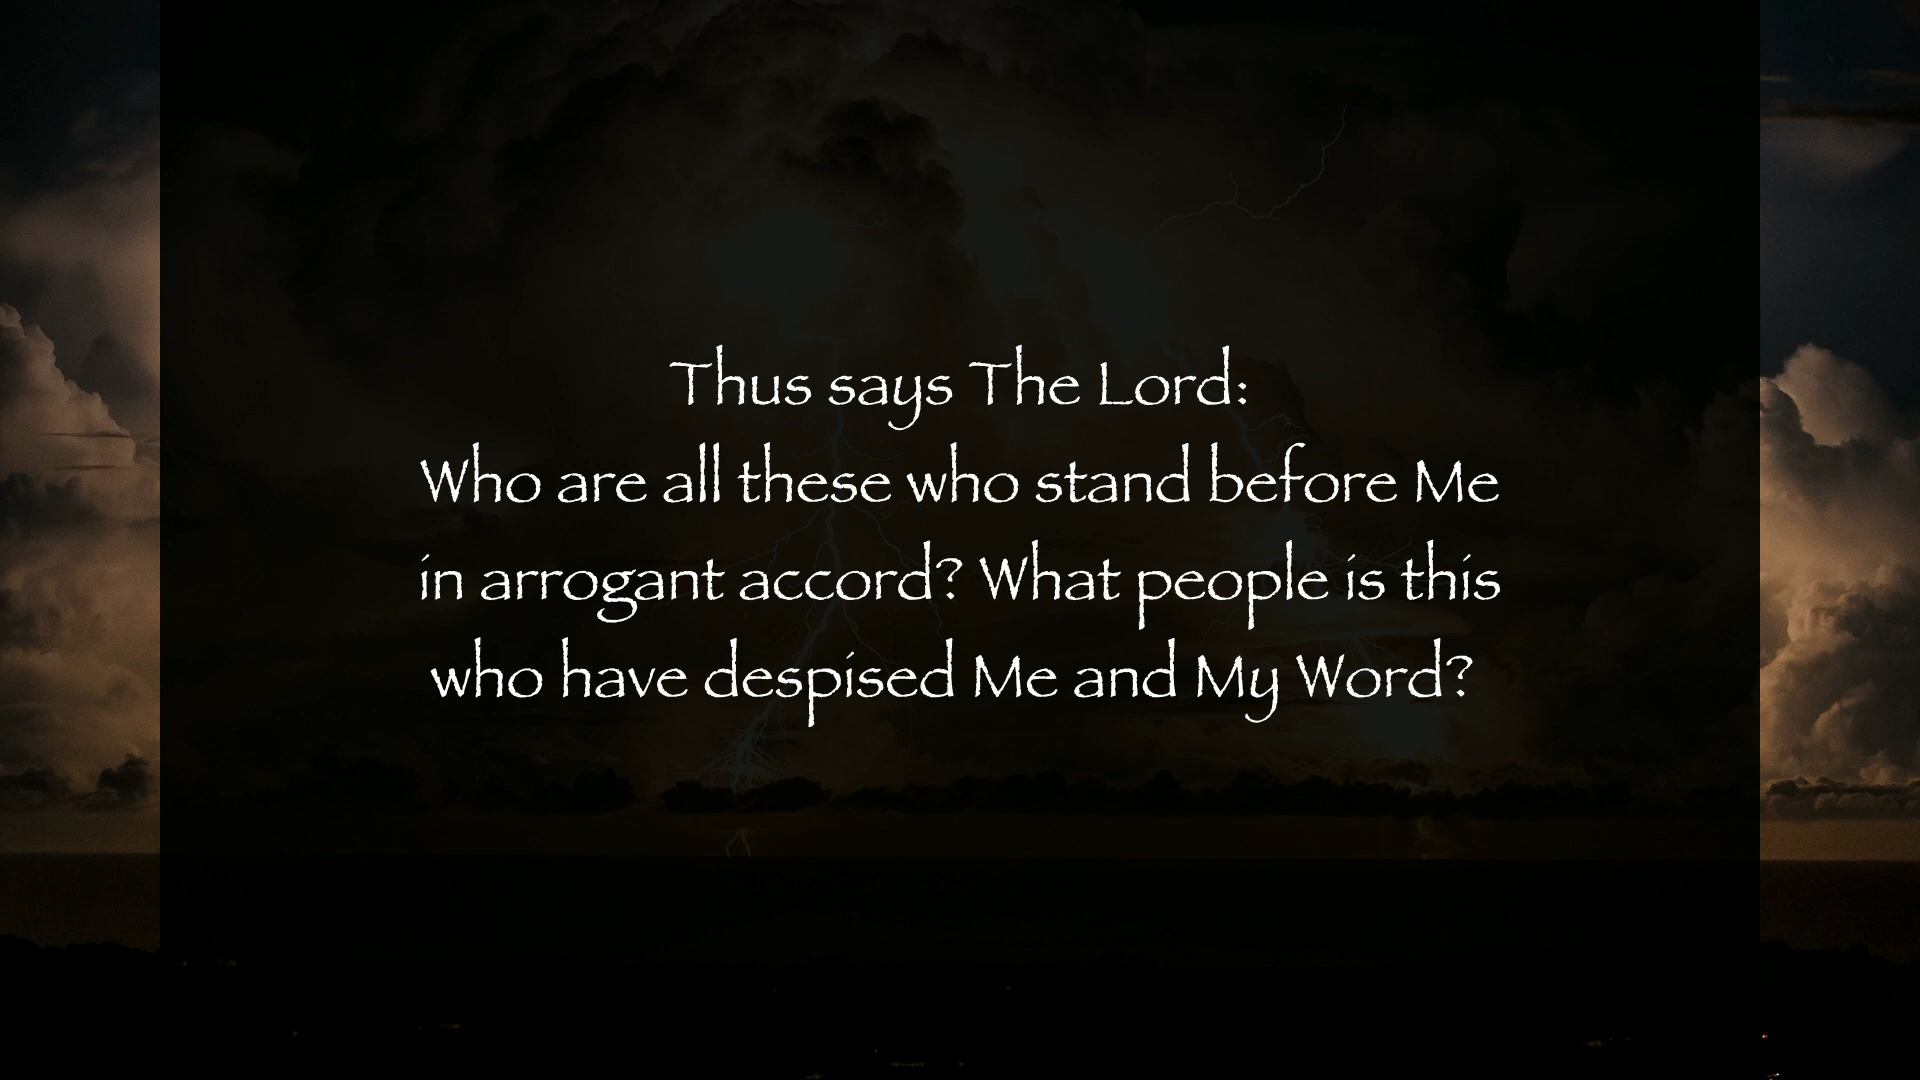 Thus says The Lord:
Who are all these who stand before Me
in arrogant accord? What people is this
who have despised Me and My Word?